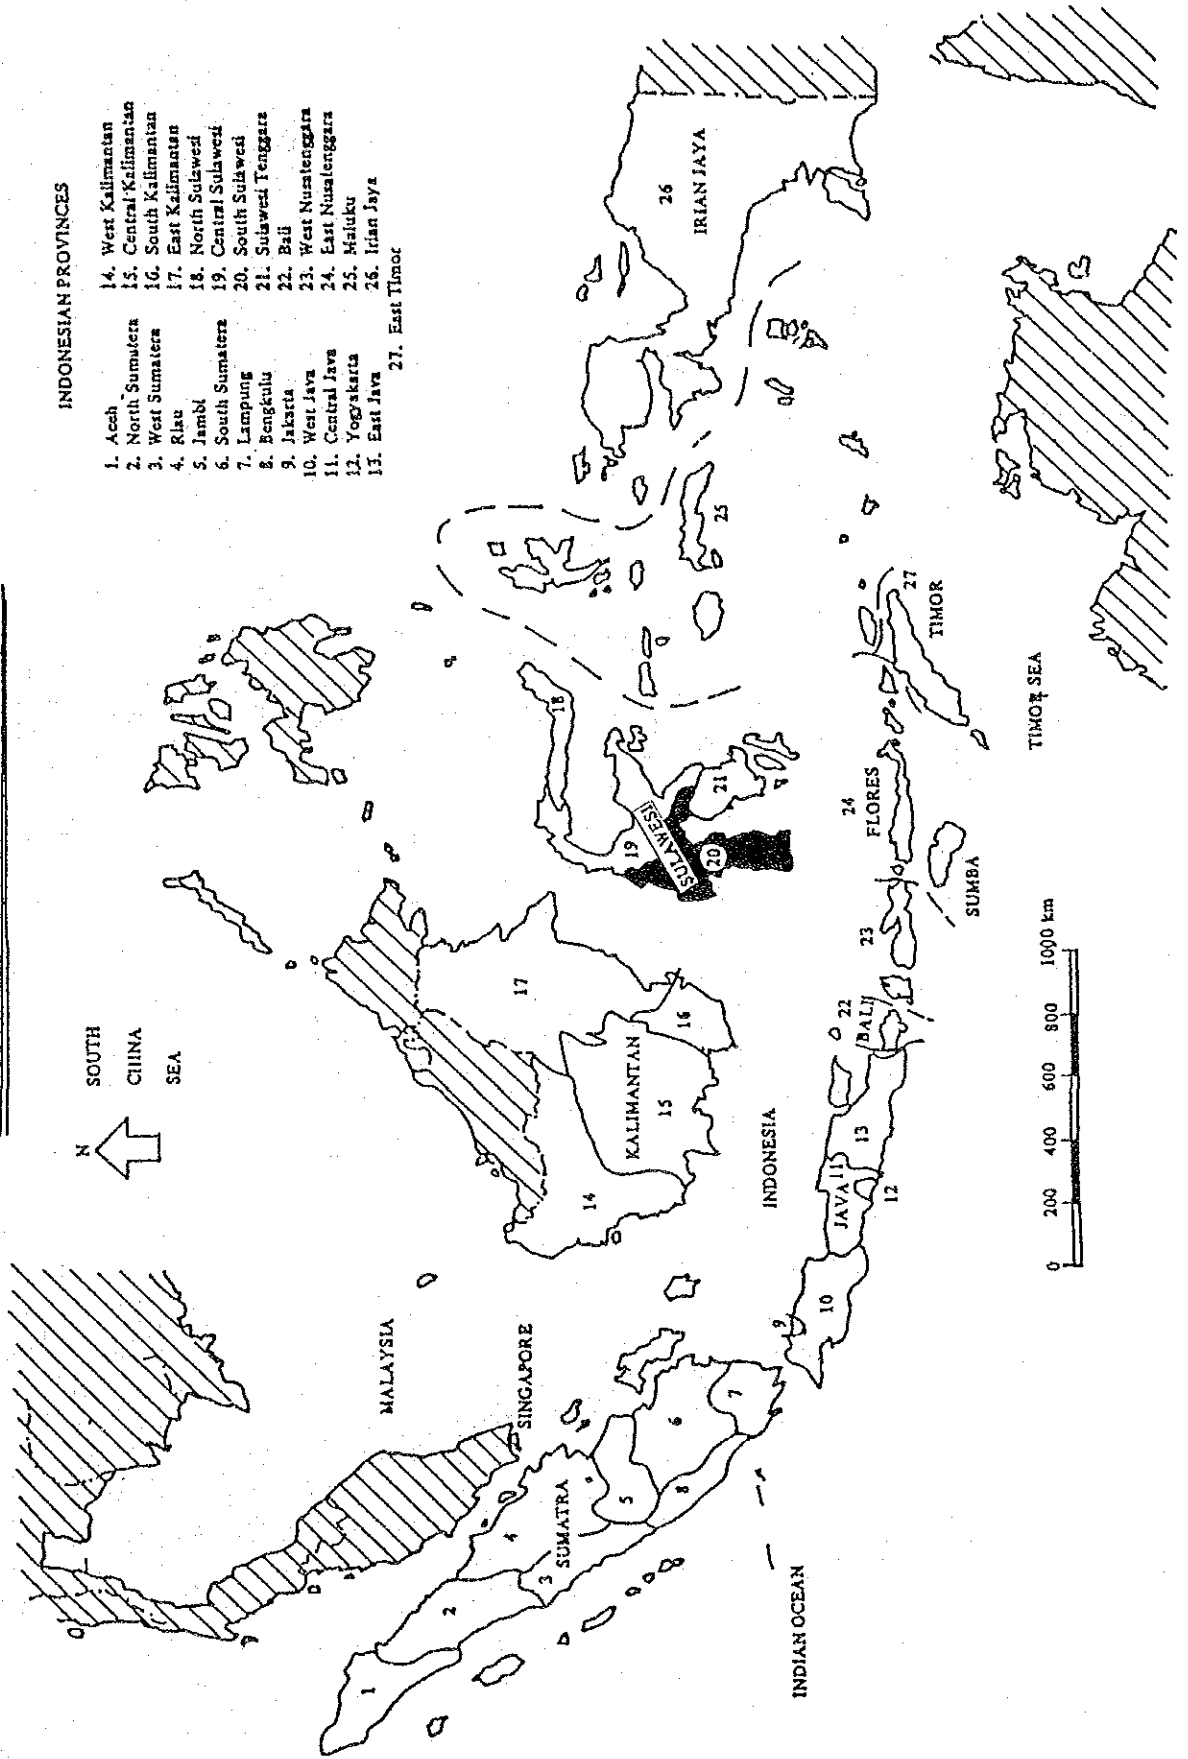 INDONESIAN PROVINCES
1. Aceh
2. North Sumutera
3. West Sumatera
4. Riau
5. Jambi
6. South Sumatera
7. Lampung
8. Bengkulu
9. Jakarta
10. West Java
11. Central Java
12. Yogyakarta
13. East Java
14. West Kalimantan
15. Central Kalimantan
16. South Kalimantan
17. East Kalimantan
18. North Sulawesi
19. Central Sulawesi
20. South Sulawesi
21. Sulawesi Tenggara
22. Bali
23. West Nusatenggara
24. East Nusatenggara
25. Maluku
26. Irian Jaya
27. East Timor
N
SOUTH
CHINA
SEA
MALAYSIA
SINGAPORE
SUMATRA
1
2
3
4
5
6
7
8
INDIAN OCEAN
KALIMANTAN
14
15
16
17
INDONESIA
SULAWESI
18
19
20
21
9
10
JAVA
11
12
13
22
BALI
23
24
FLORES
SUMBA
25
26
IRIAN JAYA
27
TIMOR
TIMOR SEA
0 200 400 600 800 1000 km